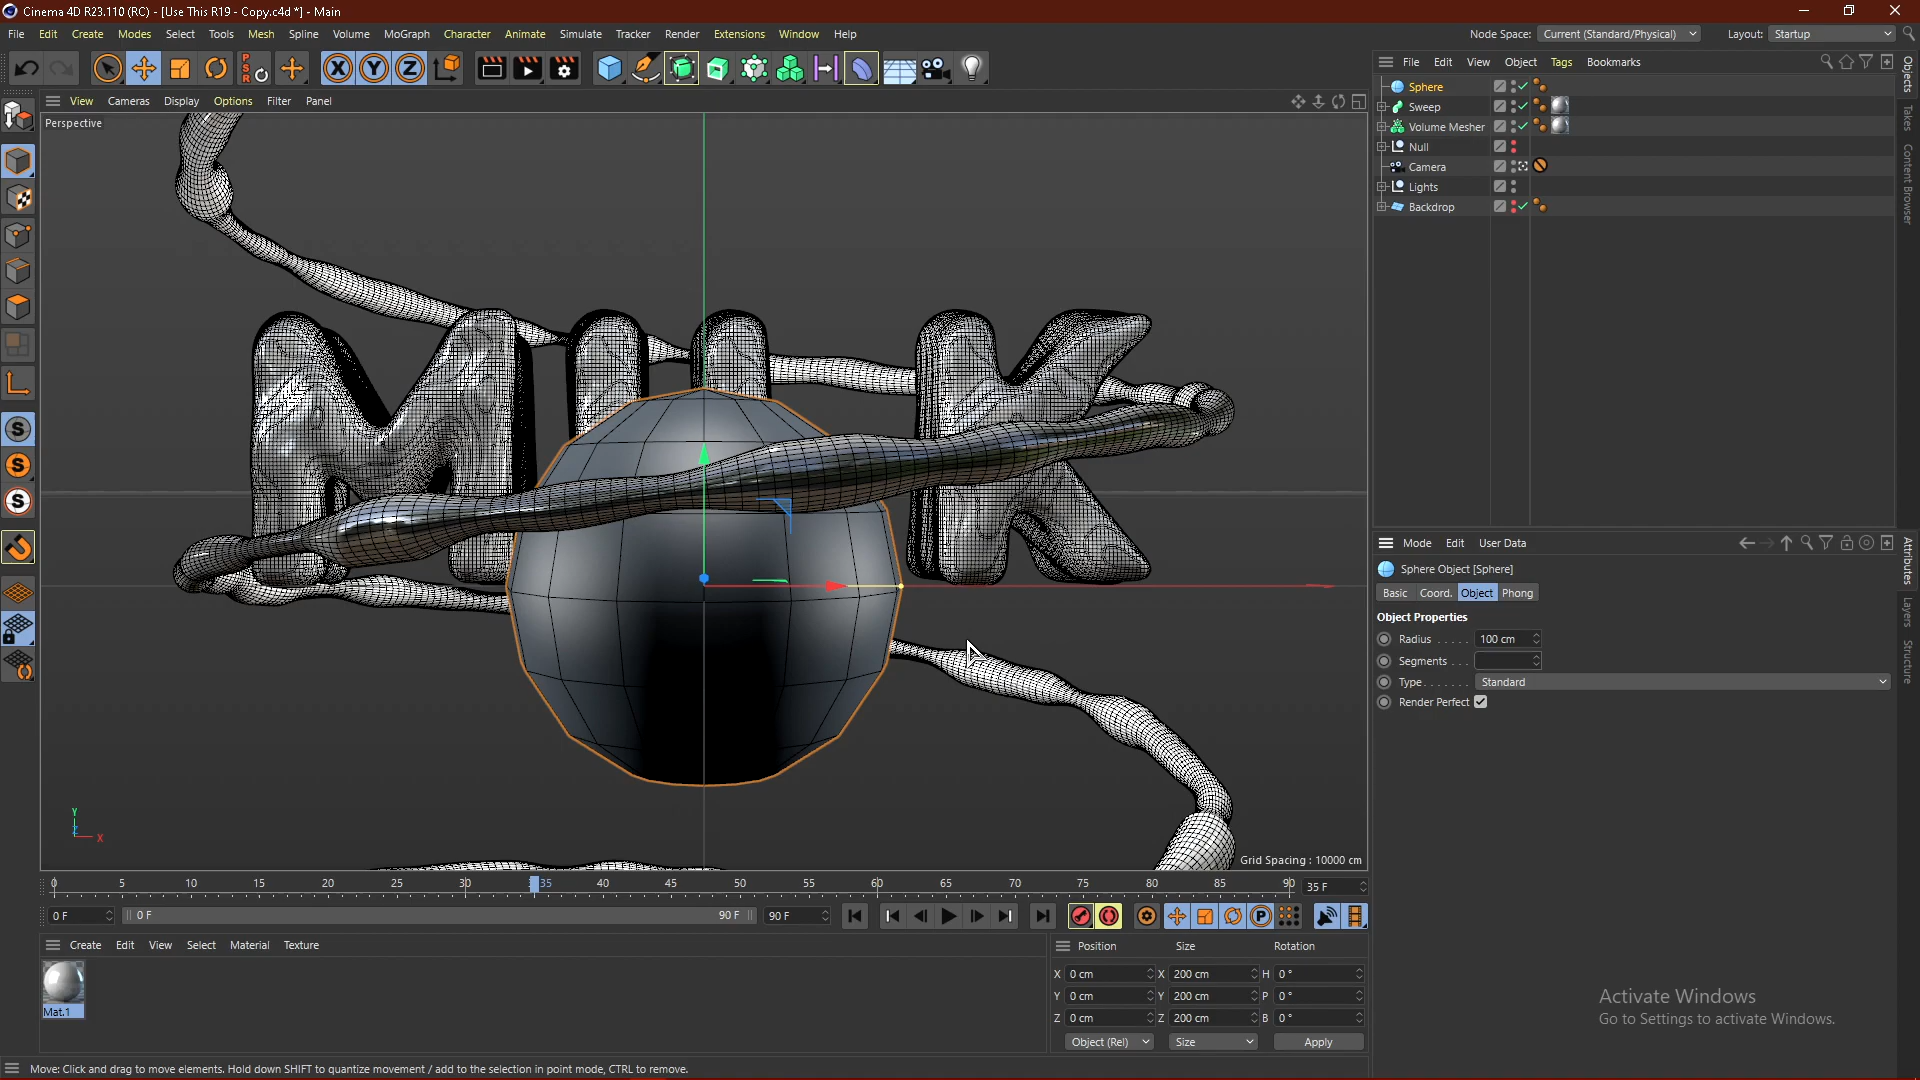 Cinema 4D R23.110 (RC) - [Use This R19 - Copy.c4d *] - Main
File Edit Create Modes Select Tools Mesh Spline Volume MoGraph Character Animate Simulate Tracker Render Extensions Window Help Node Space: Current (Standard/Physical) Layout: Startup
X Y Z PSR
File Edit View Object Tags Bookmarks
View Cameras Display Options Filter Panel
Perspective
Sphere
Sweep
Volume Mesher
Null
Camera
Lights
Backdrop
Objects
Takes
Content Browser
S
S
S
Mode Edit User Data
Sphere Object [Sphere]
Basic Coord. Object Phong
Object Properties
Radius . . . . . 100 cm
Segments . . .
Type . . . . . . . Standard
Render Perfect
Attributes
Layers
Structure
Y
Z
X
Grid Spacing : 10000 cm
0 5 10 15 20 25 30 35 40 45 50 55 60 65 70 75 80 85 90 35 F
0 F 0 F 90 F 90 F P
Create Edit View Select Material Texture
Mat.1
Position Size Rotation
X 0 cm X 200 cm H 0 °
Y 0 cm Y 200 cm P 0 °
Z 0 cm Z 200 cm B 0 °
Object (Rel) Size Apply
Activate Windows
Go to Settings to activate Windows.
Move: Click and drag to move elements. Hold down SHIFT to quantize movement / add to the selection in point mode, CTRL to remove.